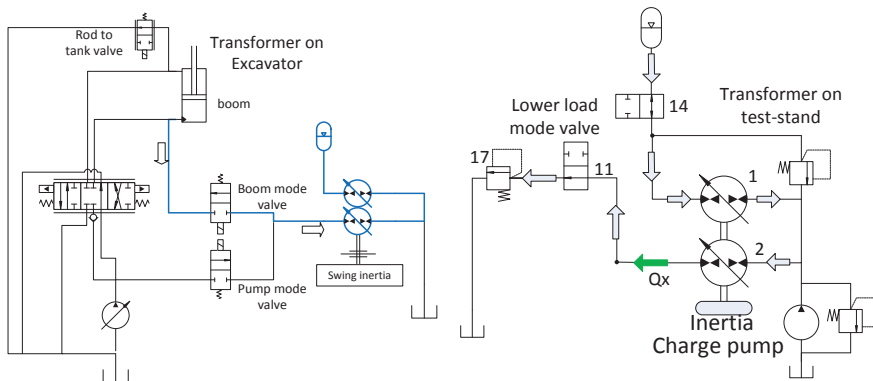 Rod to
tank valve
Transformer on
Excavator
boom
Boom mode
valve
Swing inertia
Pump mode
valve
14
Lower load
mode valve
Transformer on
test-stand
17
11
1
2
Qx
Inertia
Charge pump